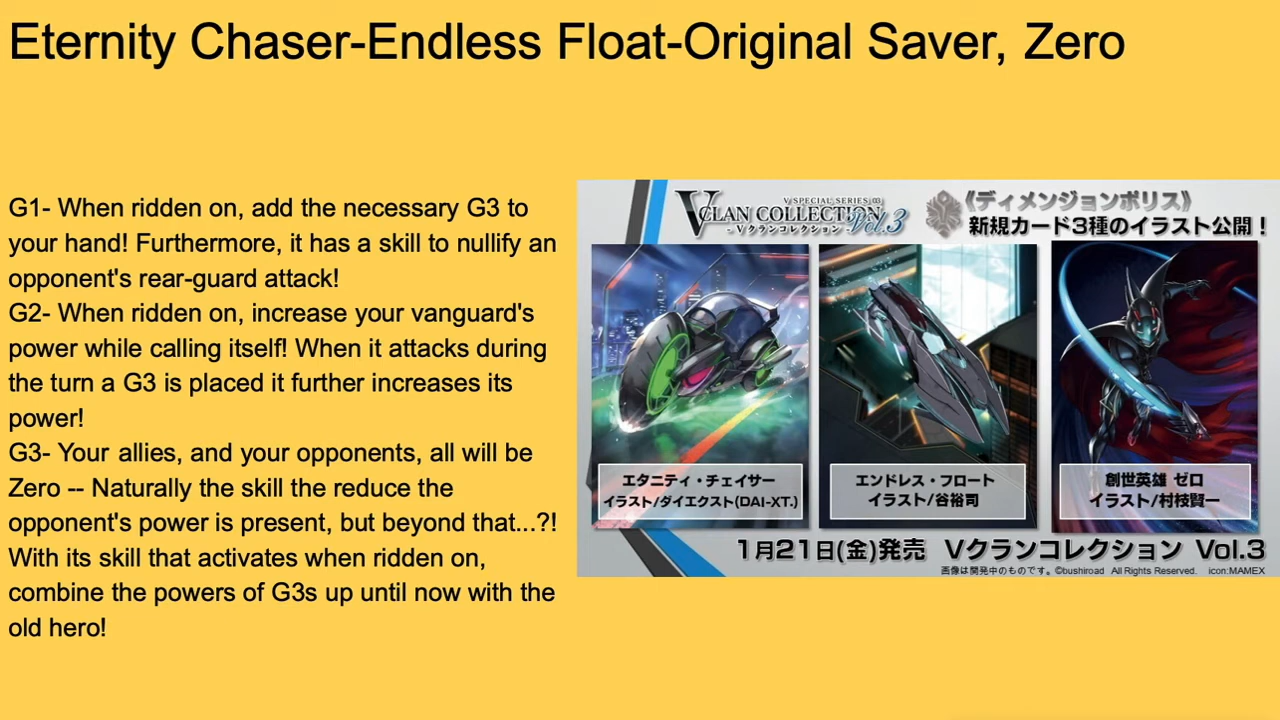 Eternity Chaser-Endless Float-Original Saver, Zero
G1- When ridden on, add the necessary G3 to
your hand! Furthermore, it has a skill to nullify an
opponent's rear-guard attack!
G2- When ridden on, increase your vanguard's
power while calling itself! When it attacks during
the turn a G3 is placed it further increases its
power!
G3- Your allies, and your opponents, all will be
Zero -- Naturally the skill the reduce the
opponent's power is present, but beyond that...?!
With its skill that activates when ridden on,
combine the powers of G3s up until now with the
old hero!
V SPECIAL SERIES 03
V CLAN COLLECTION Vol.3
- Vクランコレクション -
《ディメンジョンポリス》
新規カード3種のイラスト公開！
エタニティ・チェイサー
イラスト/ダイエクスト(DAI-XT.)
エンドレス・フロート
イラスト/谷裕司
創世英雄 ゼロ
イラスト/村枝賢一
1月21日(金)発売 Vクランコレクション Vol.3
画像は開発中のものです。©bushiroad All Rights Reserved. icon:MAMEX